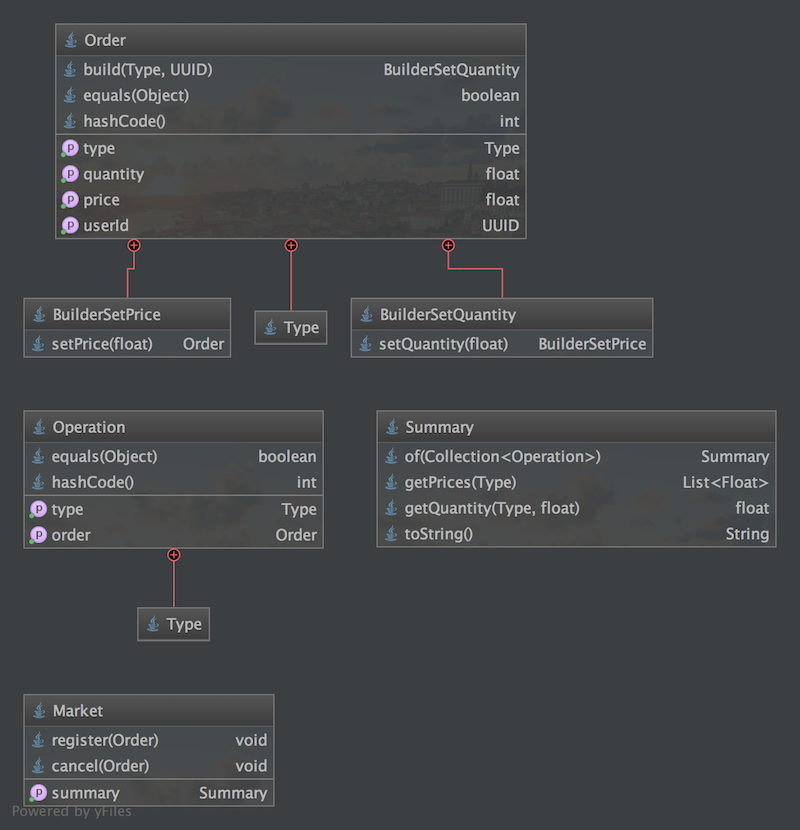 Order
build(Type, UUID) BuilderSetQuantity
equals(Object) boolean
hashCode() int
p type Type
p quantity float
p price float
p userId UUID
BuilderSetPrice
setPrice(float) Order
Type
BuilderSetQuantity
setQuantity(float) BuilderSetPrice
Operation
equals(Object) boolean
hashCode() int
p type Type
p order Order
Type
Summary
of(Collection<Operation>) Summary
getPrices(Type) List<Float>
getQuantity(Type, float) float
toString() String
Market
register(Order) void
cancel(Order) void
p summary Summary
Powered by yFiles